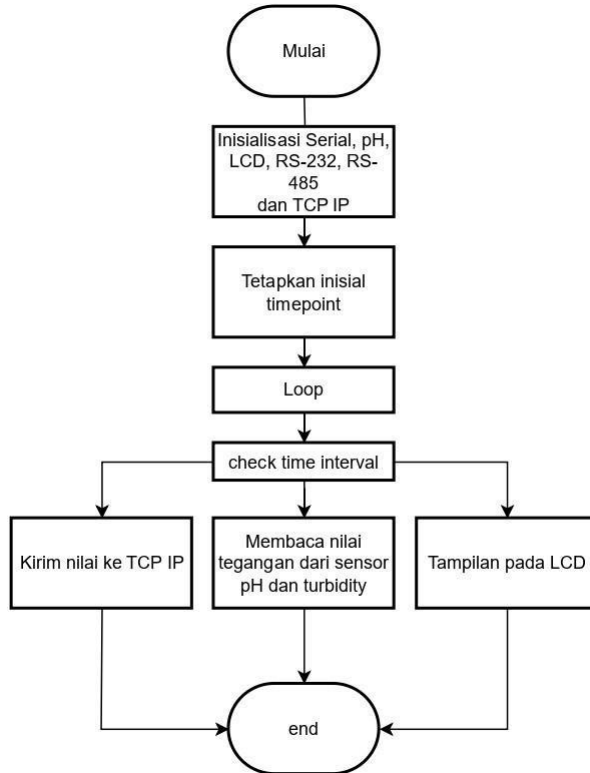 Mulai
Inisialisasi Serial, pH,
LCD, RS-232, RS-
485
dan TCP IP
Tetapkan inisial
timepoint
Loop
check time interval
Kirim nilai ke TCP IP
Membaca nilai
tegangan dari sensor
pH dan turbidity
Tampilan pada LCD
end